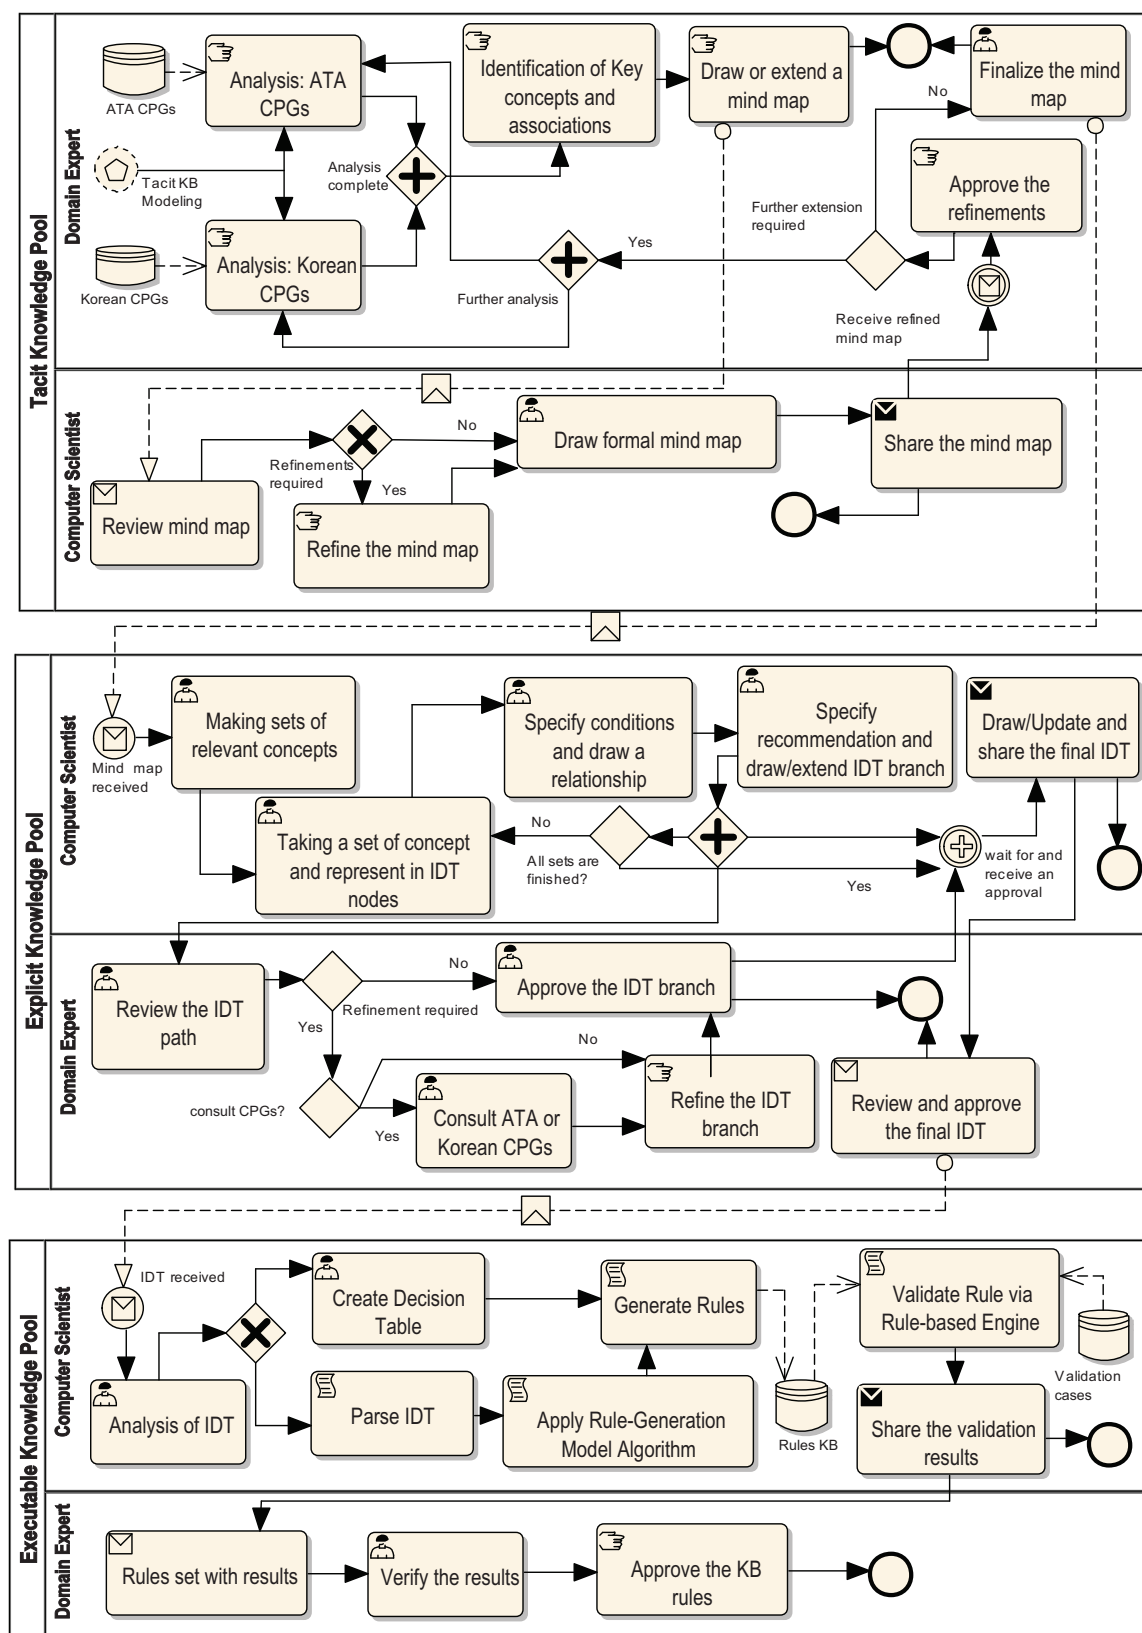 Tacit Knowledge Pool
Domain Expert
ATA CPGs
Analysis: ATA
CPGs
Tacit KB
Modeling
Korean CPGs
Analysis: Korean
CPGs
Analysis
complete
Identification of Key
concepts and
associations
Draw or extend a
mind map
Finalize the mind
map
No
Approve the
refinements
Further extension
required
Yes
Further analysis
Receive refined
mind map
Computer Scientist
Review mind map
Refinements
required
No
Yes
Refine the mind map
Draw formal mind map
Share the mind map
Explicit Knowledge Pool
Computer Scientist
Mind map
received
Making sets of
relevant concepts
Taking a set of concept
and represent in IDT
nodes
Specify conditions
and draw a
relationship
Specify
recommendation and
draw/extend IDT branch
Draw/Update and
share the final IDT
No
All sets are
finished?
Yes
wait for and
receive an
approval
Domain Expert
Review the IDT
path
No
Refinement required
Yes
Approve the IDT branch
No
consult CPGs?
Yes
Consult ATA or
Korean CPGs
Refine the IDT
branch
Review and approve
the final IDT
Executable Knowledge Pool
Computer Scientist
IDT received
Analysis of IDT
Create Decision
Table
Parse IDT
Apply Rule-Generation
Model Algorithm
Generate Rules
Rules KB
Validate Rule via
Rule-based Engine
Validation
cases
Share the validation
results
Domain Expert
Rules set with results
Verify the results
Approve the KB
rules